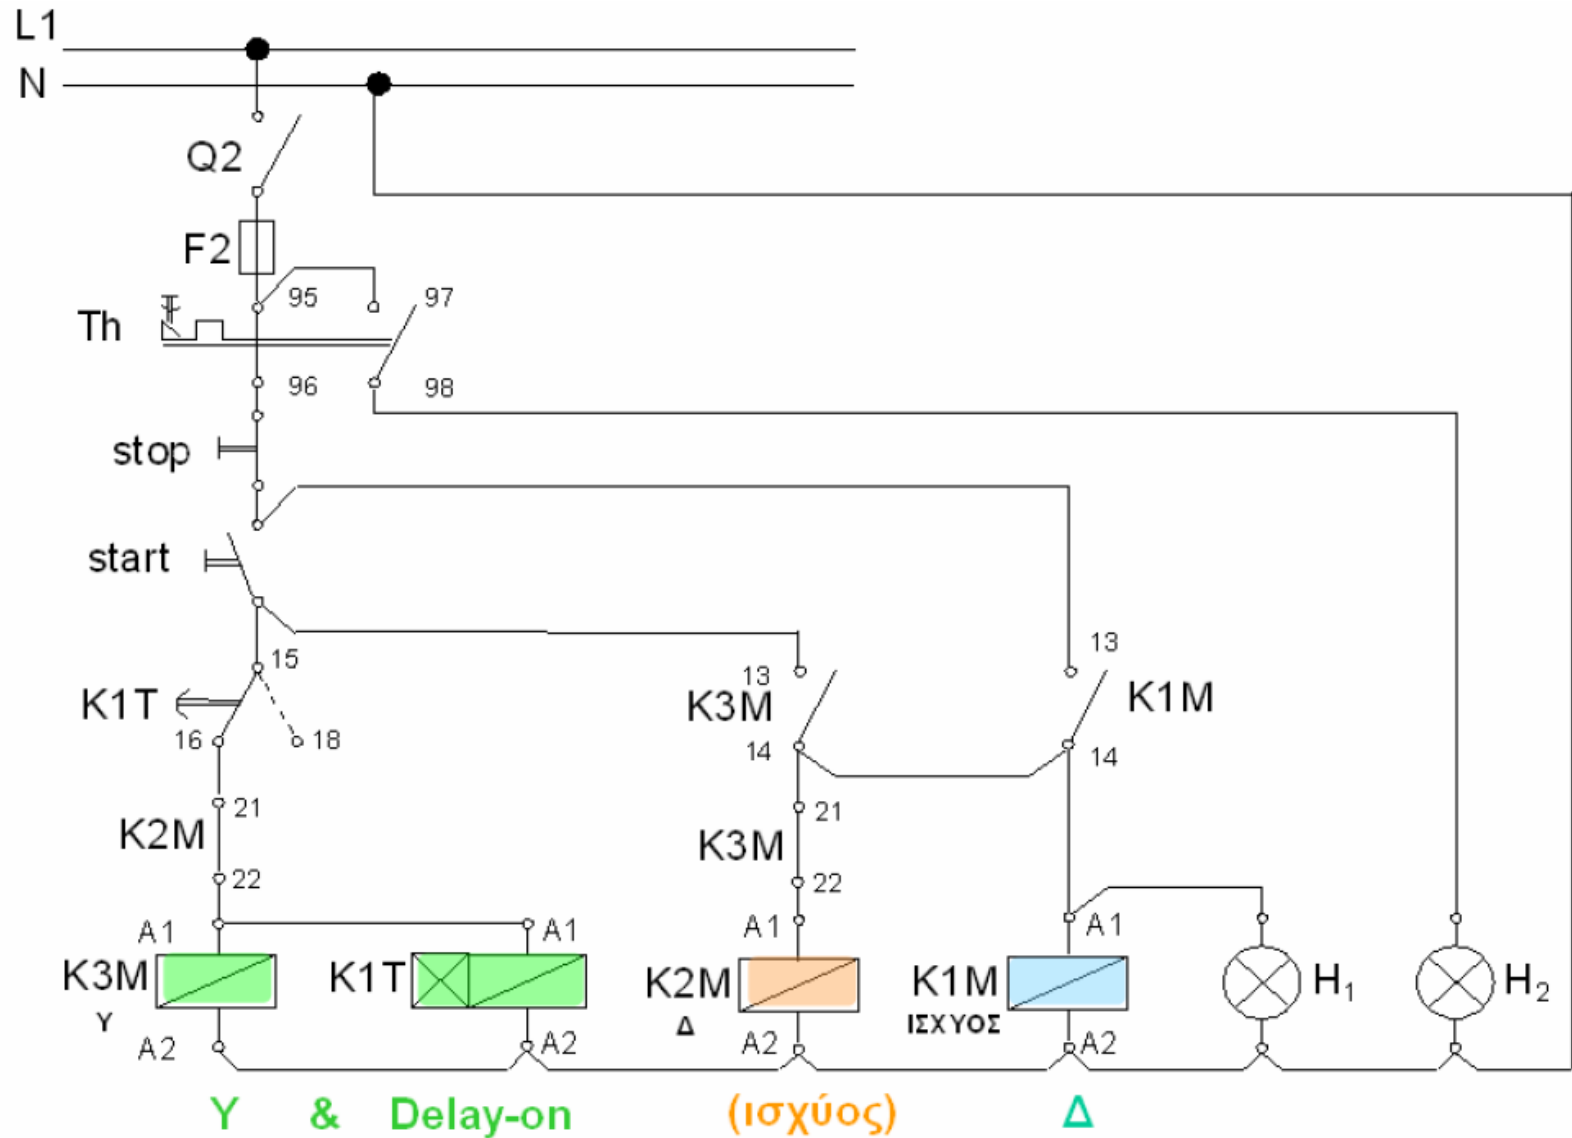 L1
N
Q2
F2
95 97
Th
96 98
stop
start
15 13 13
K1T K3M K1M
16 18 14 14
21 21
K2M K3M
22 22
A1 A1 A1 A1
K3M K1T K2M K1M H1 H2
Υ Δ ΙΣΧΥΟΣ
A2 A2 A2 A2
Υ & Delay-on (ισχύος) Δ